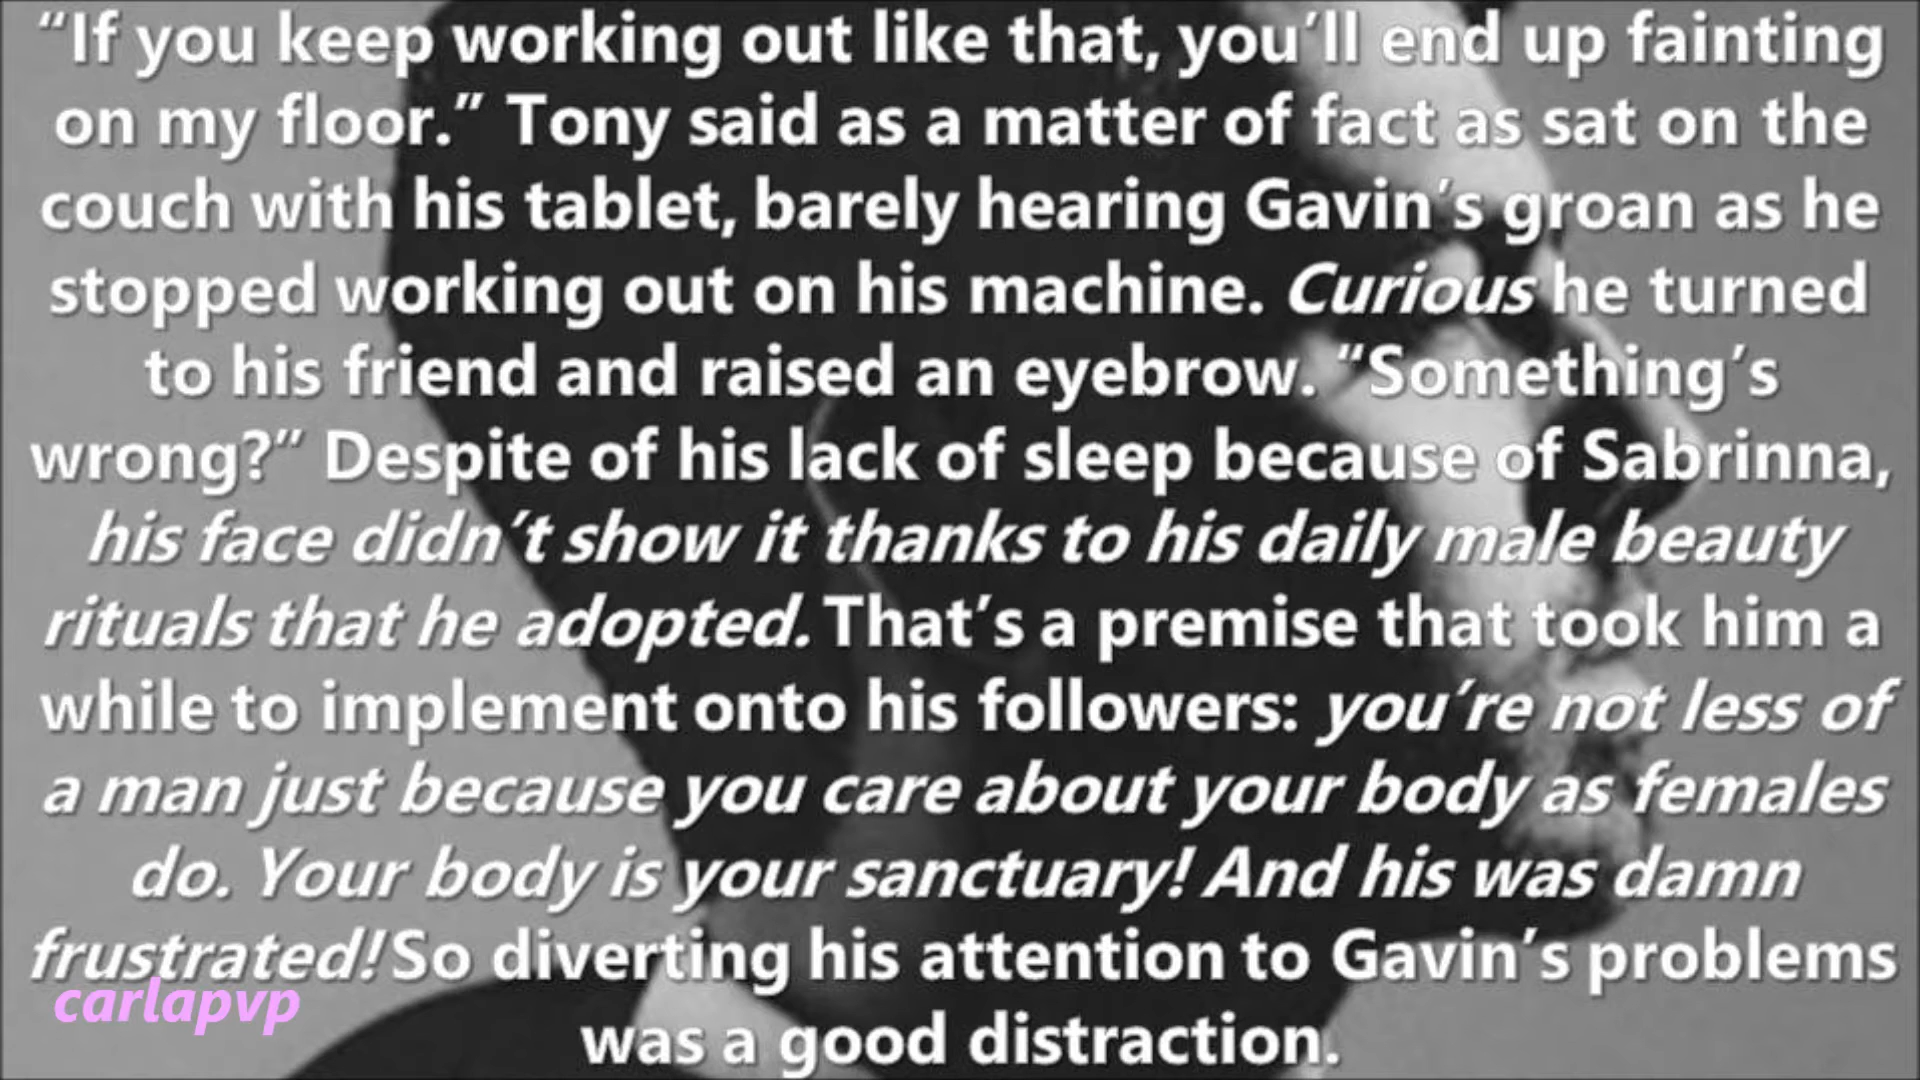 “If you keep working out like that, you’ll end up fainting
on my floor.” Tony said as a matter of fact as sat on the
couch with his tablet, barely hearing Gavin’s groan as he
stopped working out on his machine. Curious he turned
to his friend and raised an eyebrow. “Something’s
wrong?” Despite of his lack of sleep because of Sabrinna,
his face didn’t show it thanks to his daily male beauty
rituals that he adopted. That’s a premise that took him a
while to implement onto his followers: you’re not less of
a man just because you care about your body as females
do. Your body is your sanctuary! And his was damn
frustrated! So diverting his attention to Gavin’s problems
was a good distraction.
carlapvp